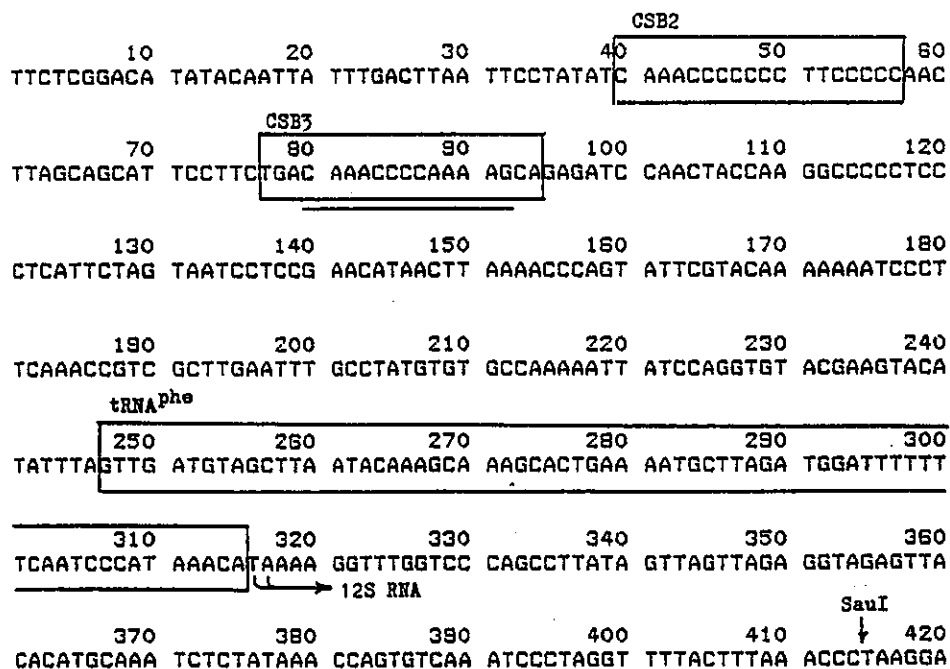 CSB2
10 20 30 40 50 60
TTCTCGGACA TATACAATTA TTTGACTTAA TTCCTATATC AAACCCCCCC TTCCCCCAAC
CSB3
70 80 90 100 110 120
TTAGCAGCAT TCCTTCTGAC AAACCCCAAA AGCAGAGATC CAACTACCAA GGCCCCCTCC
130 140 150 160 170 180
CTCATTCTAG TAATCCTCCG AACATAACTT AAAACCCAGT ATTCGTACAA AAAAATCCCT
190 200 210 220 230 240
TCAAACCGTC GCTTGAATTT GCCTATGTGT GCCAAAAATT ATCCAGGTGT ACGAAGTACA
tRNAphe
250 260 270 280 290 300
TATTTAGTTG ATGTAGCTTA ATACAAAGCA AAGCACTGAA AATGCTTAGA TGGATTTTTT
310 320 330 340 350 360
TCAATCCCAT AAACATAAAA GGTTTGGTCC CAGCCTTATA GTTAGTTAGA GGTAGAGTTA
12S RNA
SauI
370 380 390 400 410 420
CACATGCAAA TCTCTATAAA CCAGTGTCAA ATCCCTAGGT TTTACTTTAA ACCCTAAGGA